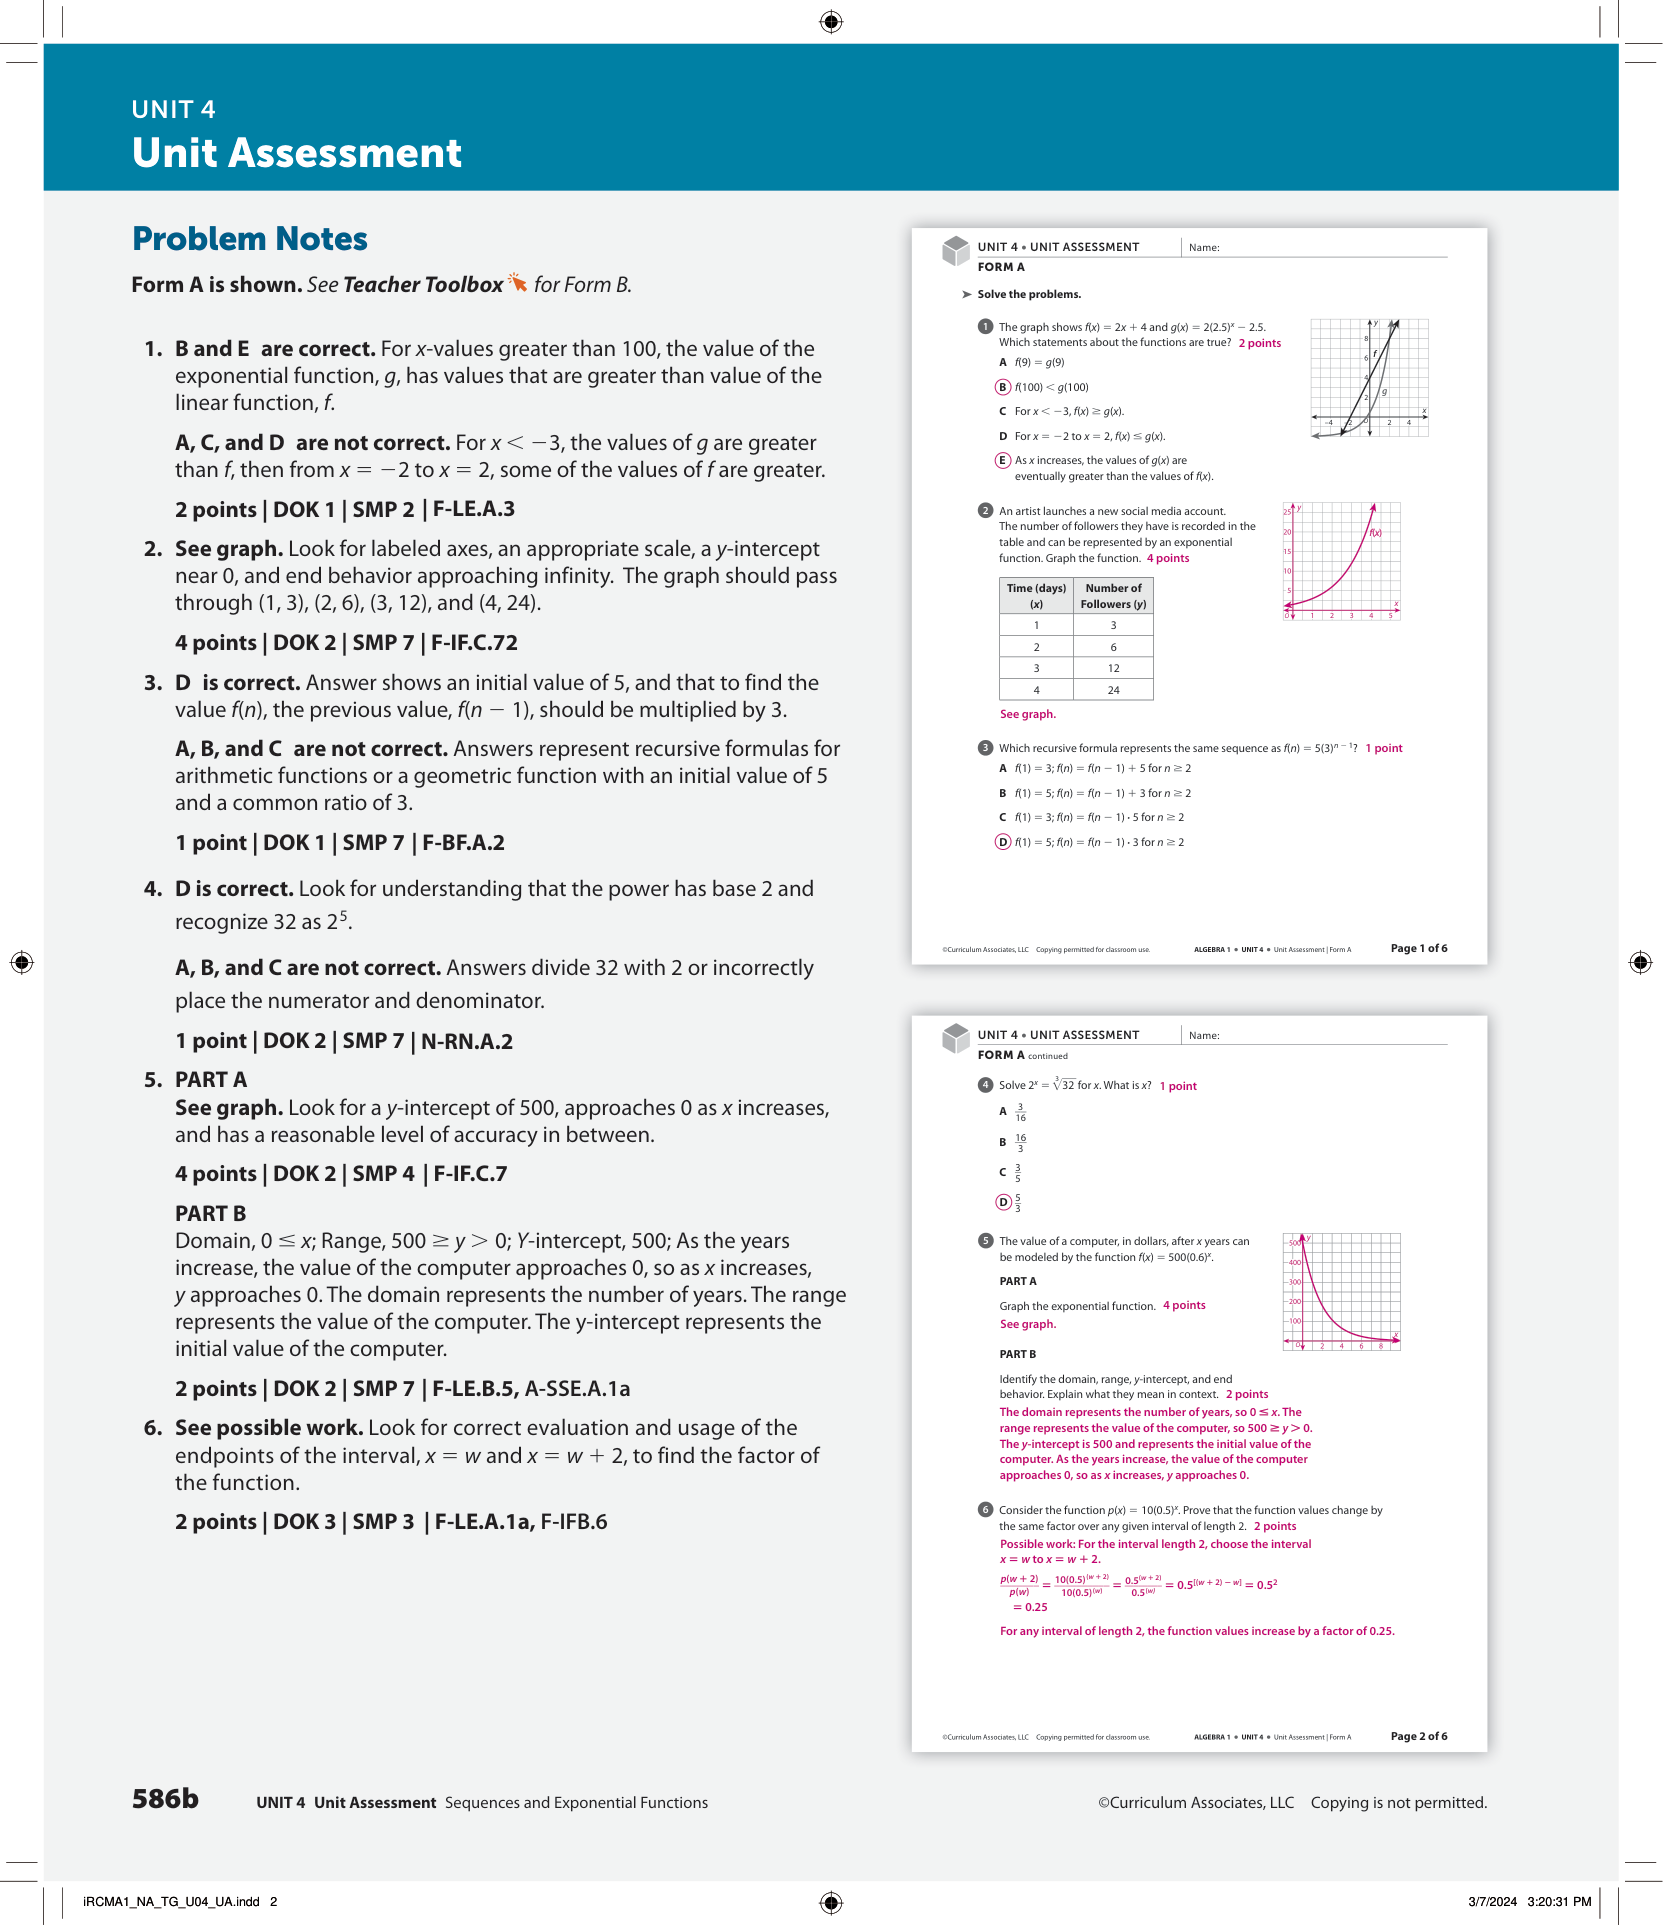 UNIT 4
Unit Assessment
Problem Notes
Form A is shown. See Teacher Toolbox for Form B.
1. B and E are correct. For x-values greater than 100, the value of the
exponential function, g, has values that are greater than value of the
linear function, f.
A, C, and D are not correct. For x < −3, the values of g are greater
than f, then from x = −2 to x = 2, some of the values of f are greater.
2 points | DOK 1 | SMP 2 | F-LE.A.3
2. See graph. Look for labeled axes, an appropriate scale, a y-intercept
near 0, and end behavior approaching infinity. The graph should pass
through (1, 3), (2, 6), (3, 12), and (4, 24).
4 points | DOK 2 | SMP 7 | F-IF.C.72
3. D is correct. Answer shows an initial value of 5, and that to find the
value f(n), the previous value, f(n − 1), should be multiplied by 3.
A, B, and C are not correct. Answers represent recursive formulas for
arithmetic functions or a geometric function with an initial value of 5
and a common ratio of 3.
1 point | DOK 1 | SMP 7 | F-BF.A.2
4. D is correct. Look for understanding that the power has base 2 and
recognize 32 as 2⁵.
A, B, and C are not correct. Answers divide 32 with 2 or incorrectly
place the numerator and denominator.
1 point | DOK 2 | SMP 7 | N-RN.A.2
5. PART A
See graph. Look for a y-intercept of 500, approaches 0 as x increases,
and has a reasonable level of accuracy in between.
4 points | DOK 2 | SMP 4 | F-IF.C.7
PART B
Domain, 0 ≤ x; Range, 500 ≥ y > 0; Y-intercept, 500; As the years
increase, the value of the computer approaches 0, so as x increases,
y approaches 0. The domain represents the number of years. The range
represents the value of the computer. The y-intercept represents the
initial value of the computer.
2 points | DOK 2 | SMP 7 | F-LE.B.5, A-SSE.A.1a
6. See possible work. Look for correct evaluation and usage of the
endpoints of the interval, x = w and x = w + 2, to find the factor of
the function.
2 points | DOK 3 | SMP 3 | F-LE.A.1a, F-IFB.6
UNIT 4 • UNIT ASSESSMENT Name:
FORM A
➤ Solve the problems.
1 The graph shows f(x) = 2x + 4 and g(x) = 2(2.5)ˣ − 2.5.
Which statements about the functions are true? 2 points
A f(9) = g(9)
B f(100) < g(100)
C For x < −3, f(x) ≥ g(x).
D For x = −2 to x = 2, f(x) ≤ g(x).
E As x increases, the values of g(x) are
eventually greater than the values of f(x).
y
8
6 f
4
2 g
x
−4 −2 O 2 4
2 An artist launches a new social media account.
The number of followers they have is recorded in the
table and can be represented by an exponential
function. Graph the function. 4 points
Time (days) (x) Number of Followers (y)
1 3
2 6
3 12
4 24
See graph.
25 y
20 f(x)
15
10
5
x
0 1 2 3 4 5
3 Which recursive formula represents the same sequence as f(n) = 5(3)ⁿ ⁻ ¹? 1 point
A f(1) = 3; f(n) = f(n − 1) + 5 for n ≥ 2
B f(1) = 5; f(n) = f(n − 1) + 3 for n ≥ 2
C f(1) = 3; f(n) = f(n − 1) · 5 for n ≥ 2
D f(1) = 5; f(n) = f(n − 1) · 3 for n ≥ 2
©Curriculum Associates, LLC Copying permitted for classroom use. ALGEBRA 1 • UNIT 4 • Unit Assessment | Form A Page 1 of 6
UNIT 4 • UNIT ASSESSMENT Name:
FORM A continued
4 Solve 2ˣ = ∛32 for x. What is x? 1 point
A 3/16
B 16/3
C 3/5
D 5/3
5 The value of a computer, in dollars, after x years can
be modeled by the function f(x) = 500(0.6)ˣ.
PART A
Graph the exponential function. 4 points
See graph.
500 y
400
300
200
100
x
0 2 4 6 8
PART B
Identify the domain, range, y-intercept, and end
behavior. Explain what they mean in context. 2 points
The domain represents the number of years, so 0 ≤ x. The
range represents the value of the computer, so 500 ≥ y > 0.
The y-intercept is 500 and represents the initial value of the
computer. As the years increase, the value of the computer
approaches 0, so as x increases, y approaches 0.
6 Consider the function p(x) = 10(0.5)ˣ. Prove that the function values change by
the same factor over any given interval of length 2. 2 points
Possible work: For the interval length 2, choose the interval
x = w to x = w + 2.
p(w + 2)/p(w) = 10(0.5)^(w + 2)/10(0.5)^(w) = 0.5^(w + 2)/0.5^(w) = 0.5^[(w + 2) − w] = 0.5²
= 0.25
For any interval of length 2, the function values increase by a factor of 0.25.
©Curriculum Associates, LLC Copying permitted for classroom use. ALGEBRA 1 • UNIT 4 • Unit Assessment | Form A Page 2 of 6
586b UNIT 4 Unit Assessment Sequences and Exponential Functions ©Curriculum Associates, LLC Copying is not permitted.
iRCMA1_NA_TG_U04_UA.indd 2 3/7/2024 3:20:31 PM